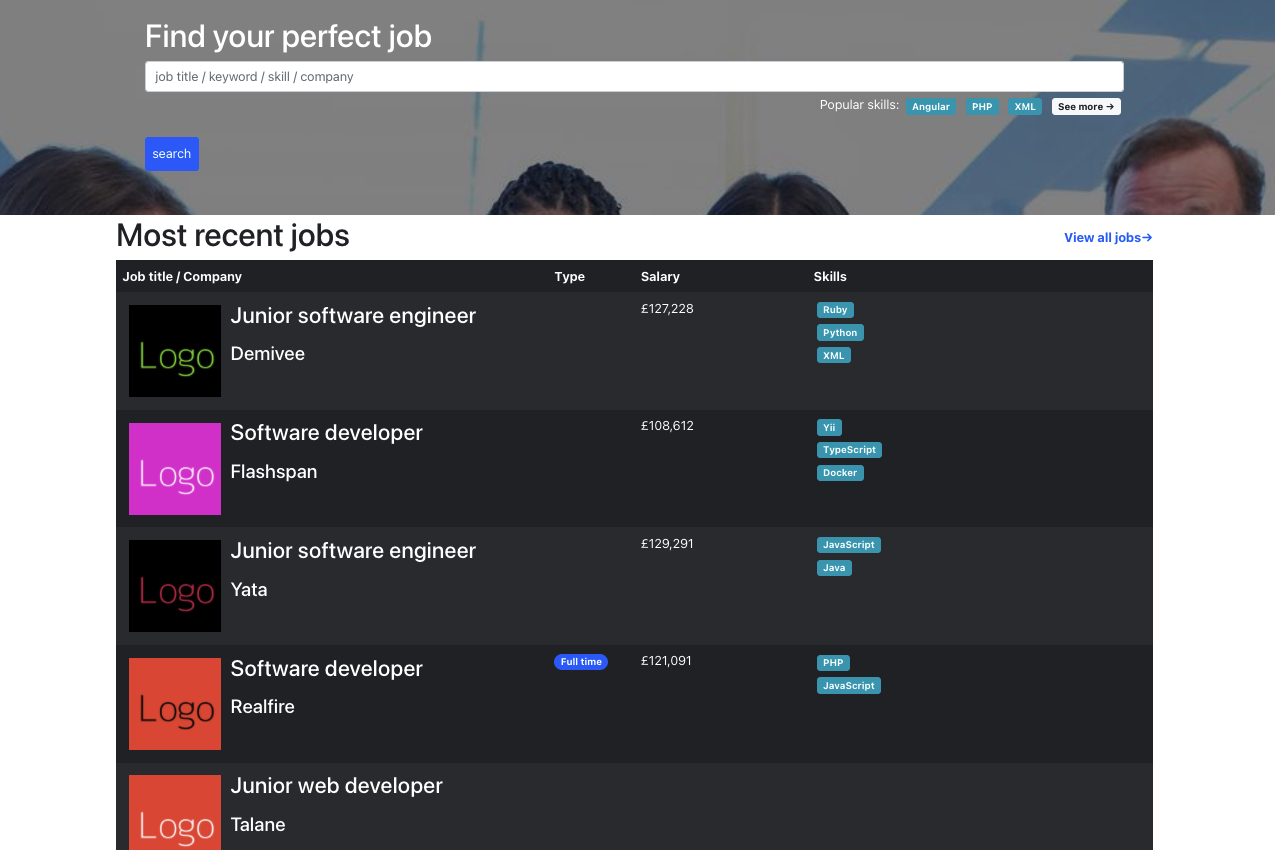 Find your perfect job
job title / keyword / skill / company
Popular skills: Angular PHP XML See more →
search
Most recent jobs
View all jobs→
Job title / Company Type Salary Skills
Logo
Junior software engineer
Demivee
£127,228
Ruby
Python
XML
Logo
Software developer
Flashspan
£108,612
Yii
TypeScript
Docker
Logo
Junior software engineer
Yata
£129,291
JavaScript
Java
Logo
Software developer
Realfire
Full time
£121,091
PHP
JavaScript
Logo
Junior web developer
Talane